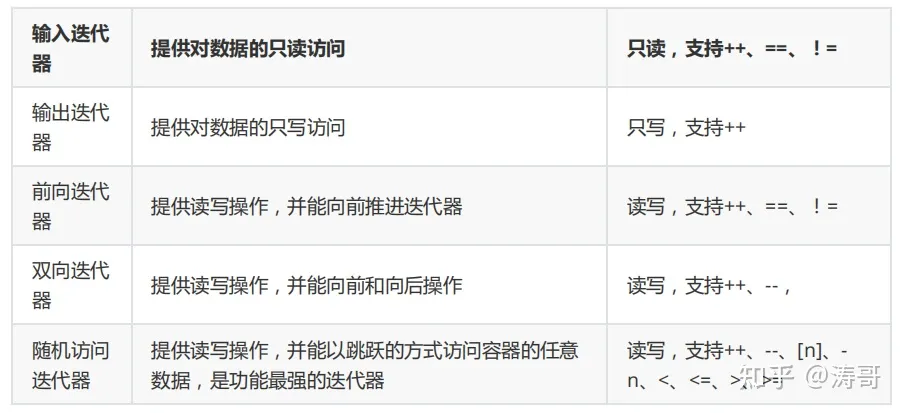 输入迭代
器
提供对数据的只读访问
只读，支持++、==、！=
输出迭代
器
提供对数据的只写访问
只写，支持++
前向迭代
器
提供读写操作，并能向前推进迭代器
读写，支持++、==、！=
双向迭代
器
提供读写操作，并能向前和向后操作
读写，支持++、--，
随机访问
迭代器
提供读写操作，并能以跳跃的方式访问容器的任意
数据，是功能最强的迭代器
读写，支持++、--、[n]、-
n、<、<=、>、>=
知乎 @涛哥